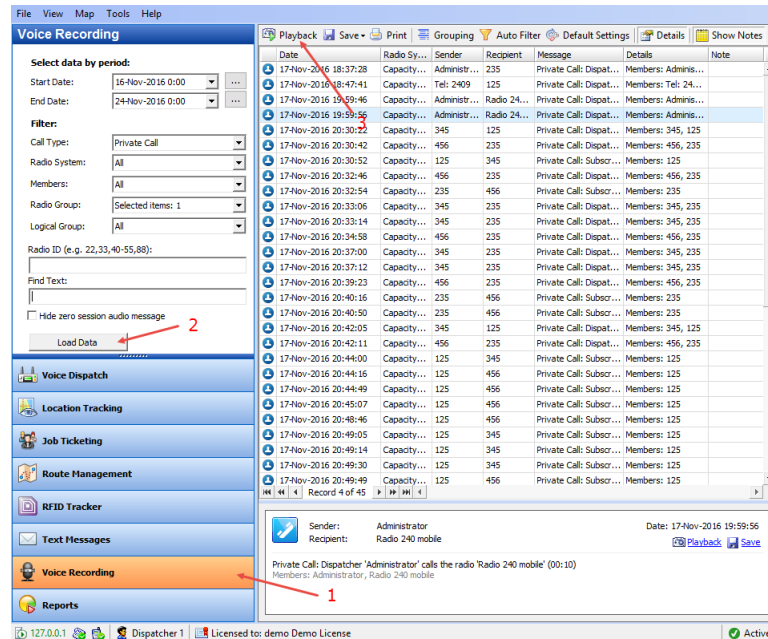 File View Map Tools Help
Voice Recording
Playback Save Print Grouping Auto Filter Default Settings Details Show Notes
Select data by period:
Start Date: 16-Nov-2016 0:00 ...
End Date: 24-Nov-2016 0:00 ...
Filter:
Call Type: Private Call
Radio System: All
Members: All
Radio Group: Selected items: 1
Logical Group: All
Radio ID (e.g. 22,33,40-55,88):
Find Text:
Hide zero session audio message
2
Load Data
Voice Dispatch
Location Tracking
Job Ticketing
Route Management
RFID Tracker
Text Messages
Voice Recording
Reports
Date Radio Sy... Sender Recipient Message Details Note
17-Nov-2016 18:37:28 Capacity... Administr... 235 Private Call: Dispat... Members: Adminis...
17-Nov-2016 18:47:41 Capacity... Tel: 2409 125 Private Call: Dispat... Members: Tel: 24...
17-Nov-2016 19:59:46 Capacity... Administr... Radio 24... Private Call: Dispat... Members: Adminis...
17-Nov-2016 19:59:56 Capacity... Administr... Radio 24... Private Call: Dispat... Members: Adminis...
3
17-Nov-2016 20:30:22 Capacity... 345 125 Private Call: Dispat... Members: 345, 125
17-Nov-2016 20:30:42 Capacity... 456 235 Private Call: Dispat... Members: 456, 235
17-Nov-2016 20:30:52 Capacity... 125 345 Private Call: Subscr... Members: 125
17-Nov-2016 20:32:46 Capacity... 456 235 Private Call: Dispat... Members: 456, 235
17-Nov-2016 20:32:54 Capacity... 235 456 Private Call: Subscr... Members: 235
17-Nov-2016 20:33:06 Capacity... 345 235 Private Call: Dispat... Members: 345, 235
17-Nov-2016 20:33:14 Capacity... 345 235 Private Call: Dispat... Members: 345, 235
17-Nov-2016 20:34:58 Capacity... 456 235 Private Call: Dispat... Members: 456, 235
17-Nov-2016 20:37:00 Capacity... 345 235 Private Call: Dispat... Members: 345, 235
17-Nov-2016 20:37:12 Capacity... 345 235 Private Call: Dispat... Members: 345, 235
17-Nov-2016 20:39:23 Capacity... 456 235 Private Call: Dispat... Members: 456, 235
17-Nov-2016 20:40:16 Capacity... 235 456 Private Call: Subscr... Members: 235
17-Nov-2016 20:40:50 Capacity... 235 456 Private Call: Subscr... Members: 235
17-Nov-2016 20:42:05 Capacity... 345 125 Private Call: Dispat... Members: 345, 125
17-Nov-2016 20:42:11 Capacity... 456 235 Private Call: Dispat... Members: 456, 235
17-Nov-2016 20:44:00 Capacity... 125 345 Private Call: Subscr... Members: 125
17-Nov-2016 20:44:16 Capacity... 125 456 Private Call: Subscr... Members: 125
17-Nov-2016 20:44:49 Capacity... 125 456 Private Call: Subscr... Members: 125
17-Nov-2016 20:45:07 Capacity... 125 345 Private Call: Subscr... Members: 125
17-Nov-2016 20:48:46 Capacity... 125 456 Private Call: Subscr... Members: 125
17-Nov-2016 20:49:05 Capacity... 125 345 Private Call: Subscr... Members: 125
17-Nov-2016 20:49:14 Capacity... 125 345 Private Call: Subscr... Members: 125
17-Nov-2016 20:49:30 Capacity... 125 345 Private Call: Subscr... Members: 125
17-Nov-2016 20:49:49 Capacity... 125 456 Private Call: Subscr... Members: 125
Record 4 of 45
Sender: Administrator Date: 17-Nov-2016 19:59:56
Recipient: Radio 240 mobile Playback Save
Private Call: Dispatcher 'Administrator' calls the radio 'Radio 240 mobile' (00:10)
Members: Administrator, Radio 240 mobile
1
127.0.0.1 Dispatcher 1 Licensed to: demo Demo License Active